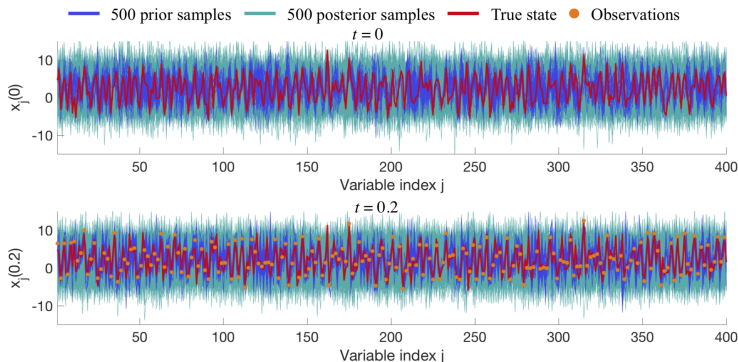 500 prior samples 500 posterior samples True state Observations
t = 0
10
0
-10
x_j(0)
50 100 150 200 250 300 350 400
Variable index j
t = 0.2
10
0
-10
x_j(0.2)
50 100 150 200 250 300 350 400
Variable index j